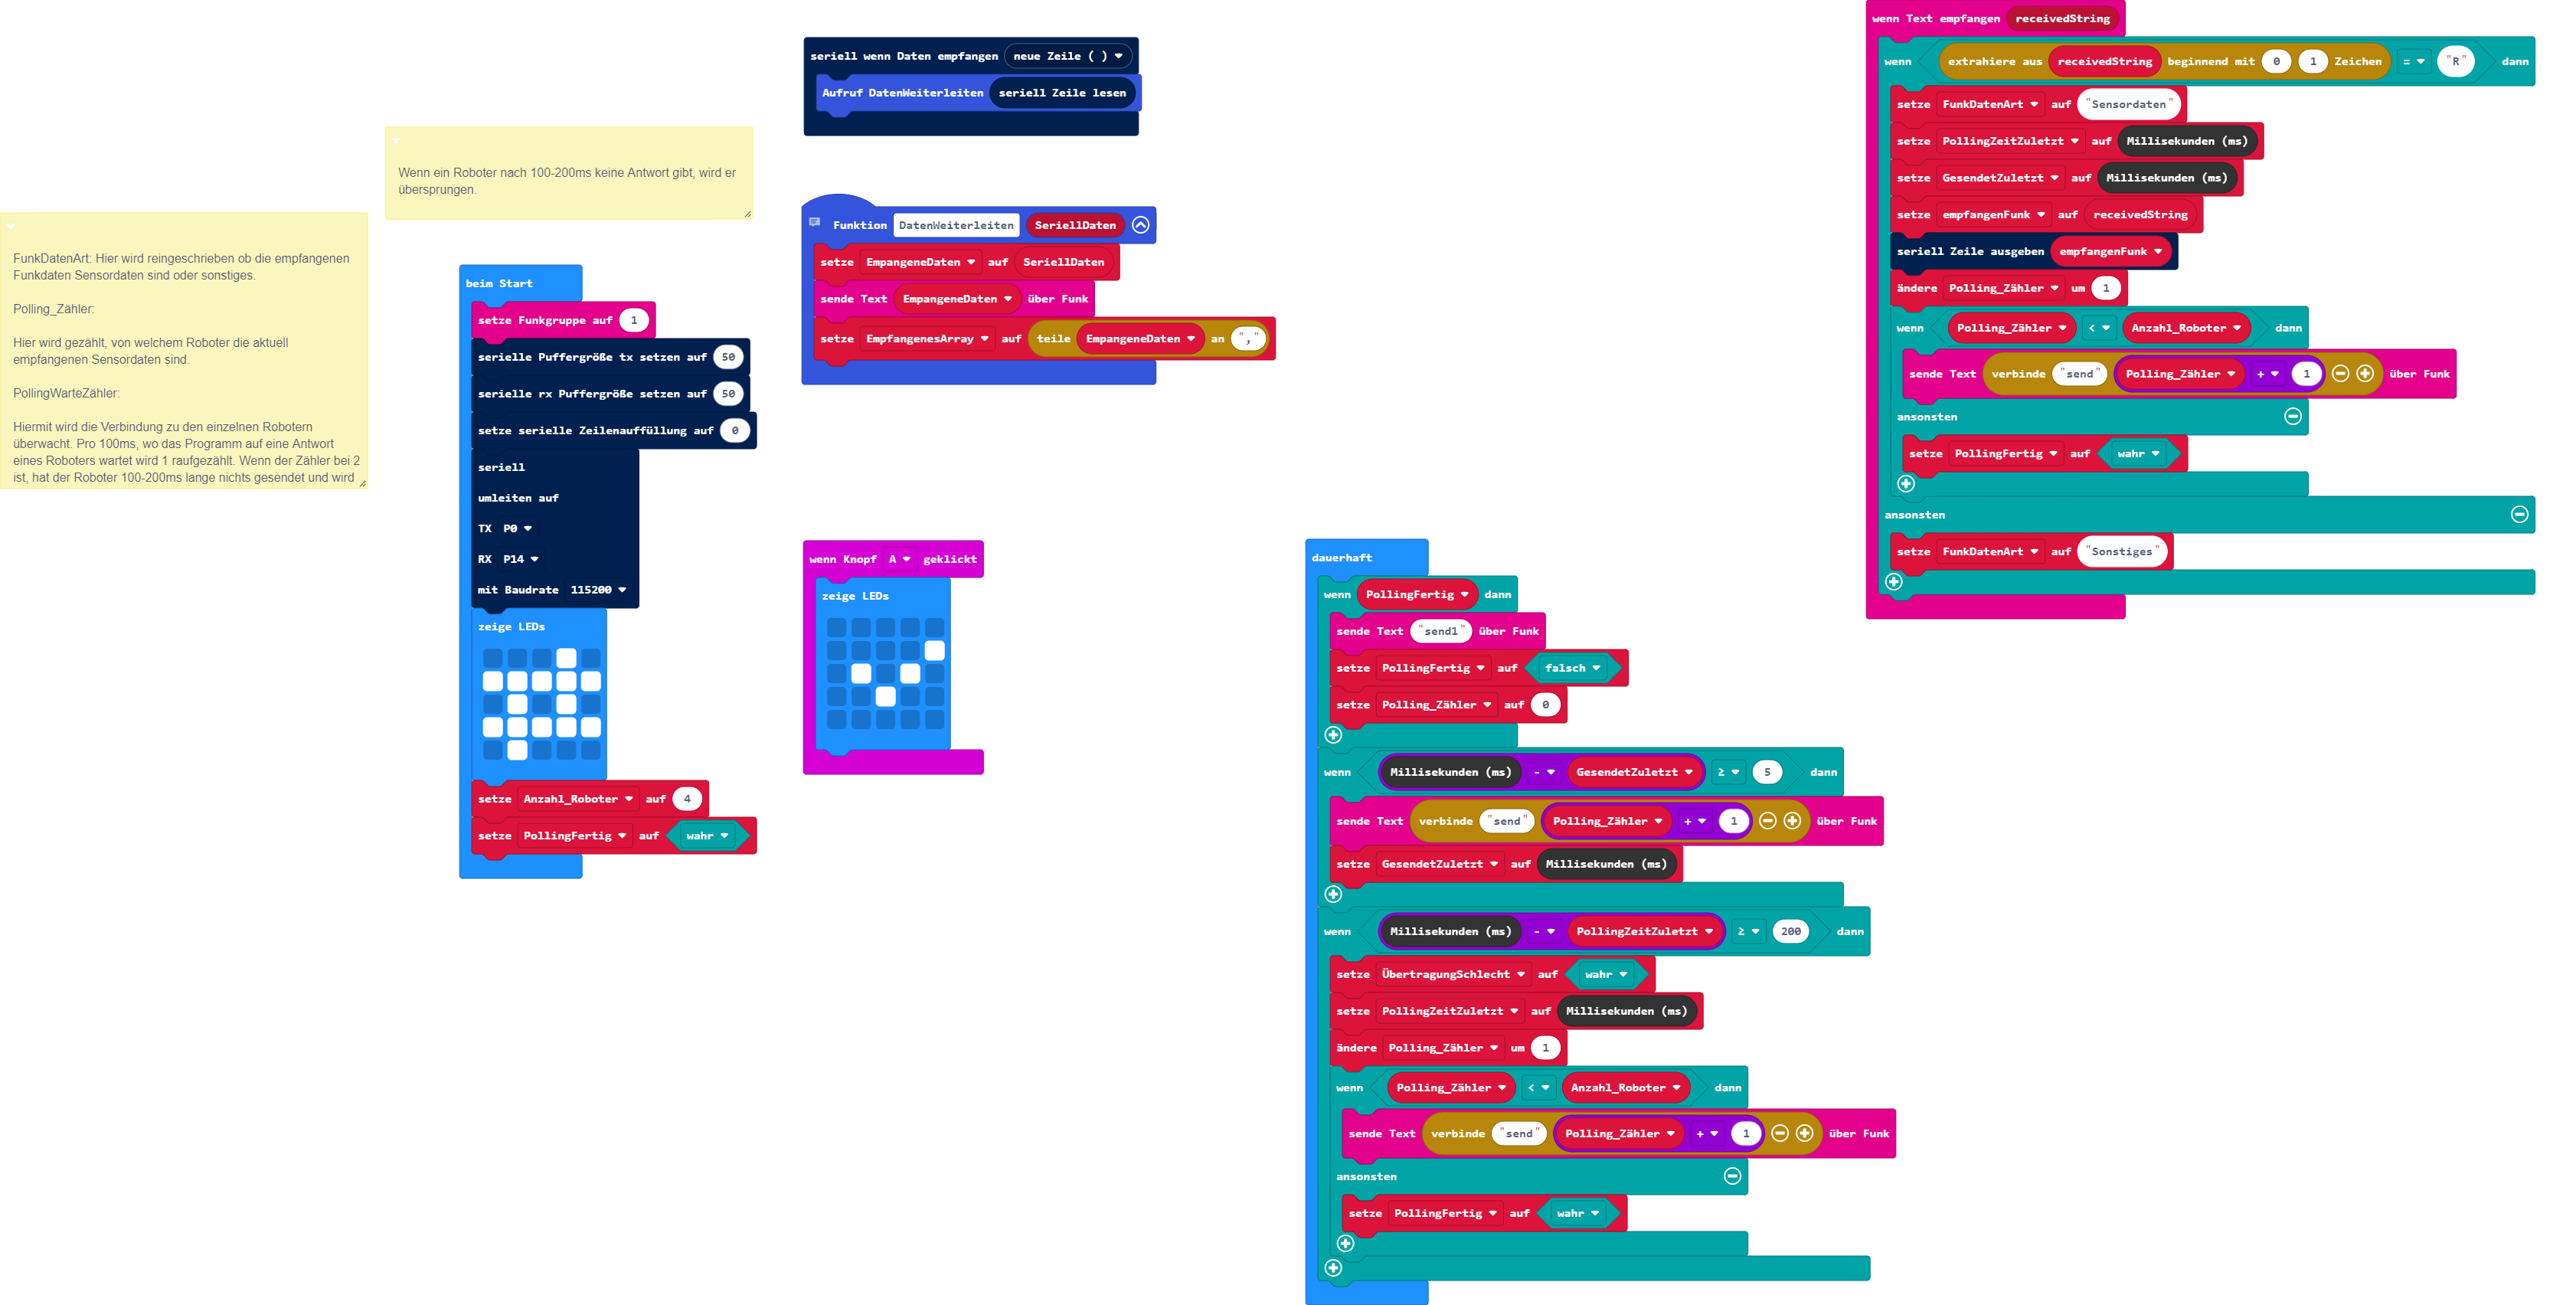 Wenn ein Roboter nach 100-200ms keine Antwort gibt, wird er
übersprungen.
FunkDatenArt: Hier wird reingeschrieben ob die empfangenen
Funkdaten Sensordaten sind oder sonstiges.
Polling_Zähler:
Hier wird gezählt, von welchem Roboter die aktuell
empfangenen Sensordaten sind.
PollingWarteZähler:
Hiermit wird die Verbindung zu den einzelnen Robotern
überwacht. Pro 100ms, wo das Programm auf eine Antwort
eines Roboters wartet wird 1 raufgezählt. Wenn der Zähler bei 2
ist, hat der Roboter 100-200ms lange nichts gesendet und wird
beim Start
setze Funkgruppe auf 1
serielle Puffergröße tx setzen auf 50
serielle rx Puffergröße setzen auf 50
setze serielle Zeilenauffüllung auf 0
seriell
umleiten auf
TX P0
RX P14
mit Baudrate 115200
zeige LEDs
setze Anzahl_Roboter auf 4
setze PollingFertig auf wahr
seriell wenn Daten empfangen neue Zeile ( )
Aufruf DatenWeiterleiten seriell Zeile lesen
Funktion DatenWeiterleiten SeriellDaten
setze EmpangeneDaten auf SeriellDaten
sende Text EmpangeneDaten über Funk
setze EmpfangenesArray auf teile EmpangeneDaten an ","
wenn Knopf A geklickt
zeige LEDs
dauerhaft
wenn PollingFertig dann
sende Text "send1" über Funk
setze PollingFertig auf falsch
setze Polling_Zähler auf 0
wenn Millisekunden (ms) - GesendetZuletzt ≥ 5 dann
sende Text verbinde "send" Polling_Zähler + 1 über Funk
setze GesendetZuletzt auf Millisekunden (ms)
wenn Millisekunden (ms) - PollingZeitZuletzt ≥ 200 dann
setze ÜbertragungSchlecht auf wahr
setze PollingZeitZuletzt auf Millisekunden (ms)
ändere Polling_Zähler um 1
wenn Polling_Zähler < Anzahl_Roboter dann
sende Text verbinde "send" Polling_Zähler + 1 über Funk
ansonsten
setze PollingFertig auf wahr
wenn Text empfangen receivedString
wenn extrahiere aus receivedString beginnend mit 0 1 Zeichen = "R" dann
setze FunkDatenArt auf "Sensordaten"
setze PollingZeitZuletzt auf Millisekunden (ms)
setze GesendetZuletzt auf Millisekunden (ms)
setze empfangenFunk auf receivedString
seriell Zeile ausgeben empfangenFunk
ändere Polling_Zähler um 1
wenn Polling_Zähler < Anzahl_Roboter dann
sende Text verbinde "send" Polling_Zähler + 1 über Funk
ansonsten
setze PollingFertig auf wahr
ansonsten
setze FunkDatenArt auf "Sonstiges"